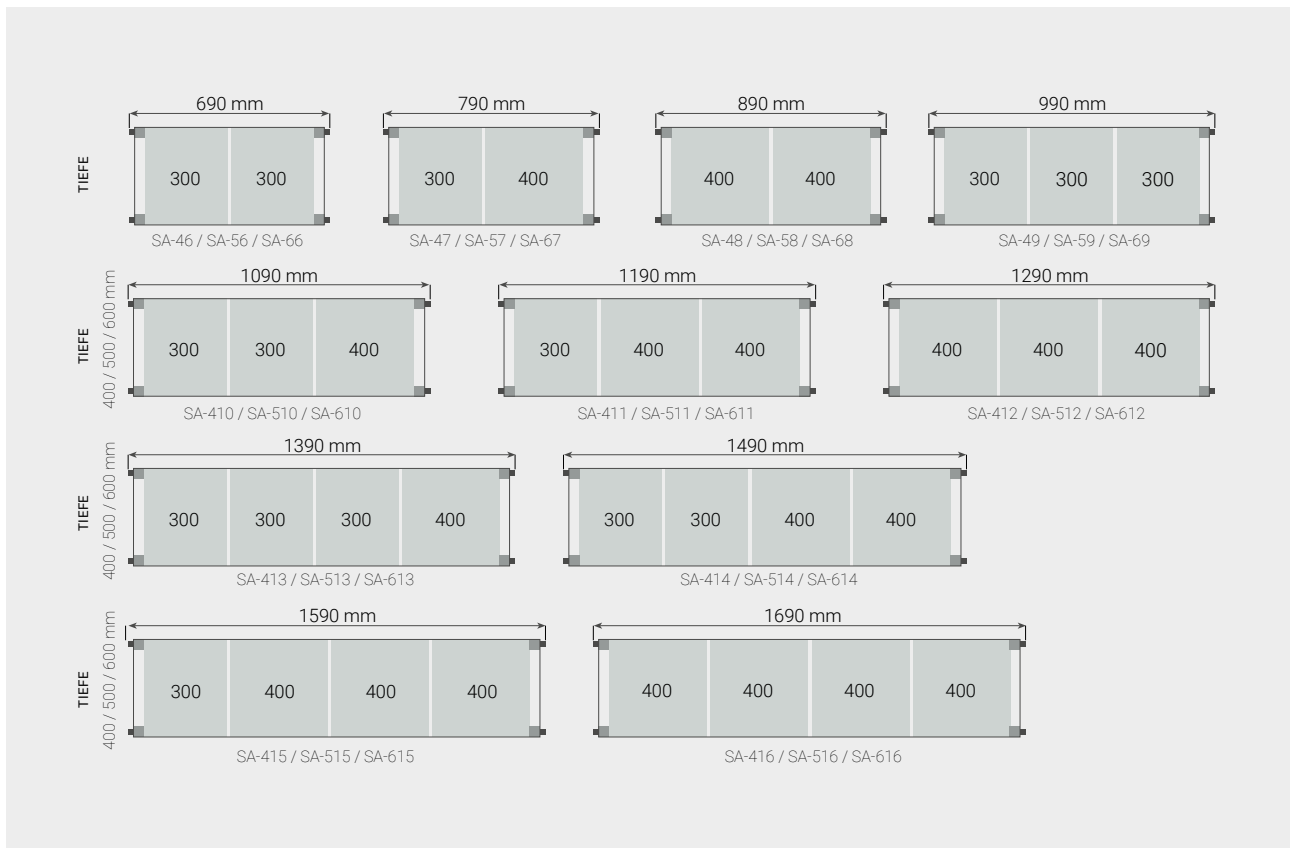 690 mm
790 mm
890 mm
990 mm
TIEFE
300 300
300 400
400 400
300 300 300
SA-46 / SA-56 / SA-66
SA-47 / SA-57 / SA-67
SA-48 / SA-58 / SA-68
SA-49 / SA-59 / SA-69
1090 mm
1190 mm
1290 mm
TIEFE
400 / 500 / 600 mm
300 300 400
300 400 400
400 400 400
SA-410 / SA-510 / SA-610
SA-411 / SA-511 / SA-611
SA-412 / SA-512 / SA-612
1390 mm
1490 mm
TIEFE
400 / 500 / 600 mm
300 300 300 400
300 300 400 400
SA-413 / SA-513 / SA-613
SA-414 / SA-514 / SA-614
1590 mm
1690 mm
TIEFE
400 / 500 / 600 mm
300 400 400 400
400 400 400 400
SA-415 / SA-515 / SA-615
SA-416 / SA-516 / SA-616